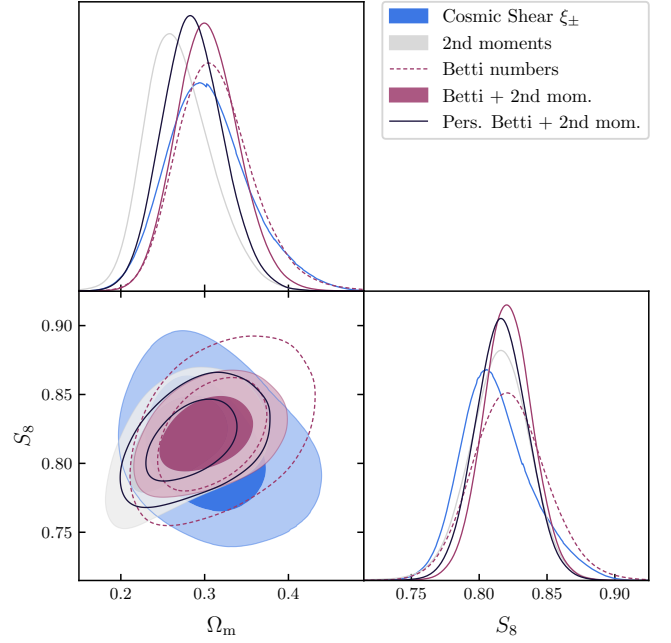 Cosmic Shear ξ±
2nd moments
Betti numbers
Betti + 2nd mom.
Pers. Betti + 2nd mom.
0.90
0.85
0.80
0.75
S8
0.2 0.3 0.4
Ωm
0.75 0.80 0.85 0.90
S8